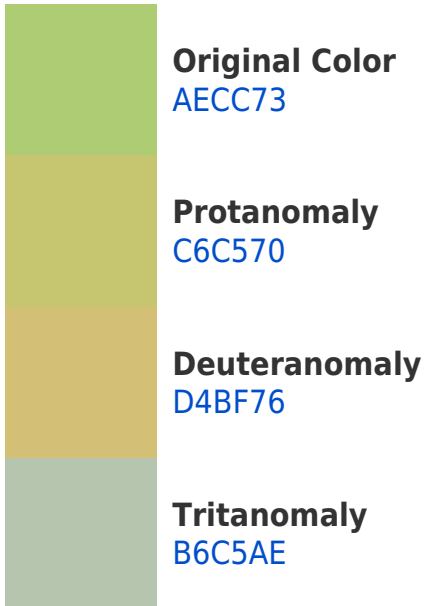 Original Color
AECC73
Protanomaly
C6C570
Deuteranomaly
D4BF76
Tritanomaly
B6C5AE